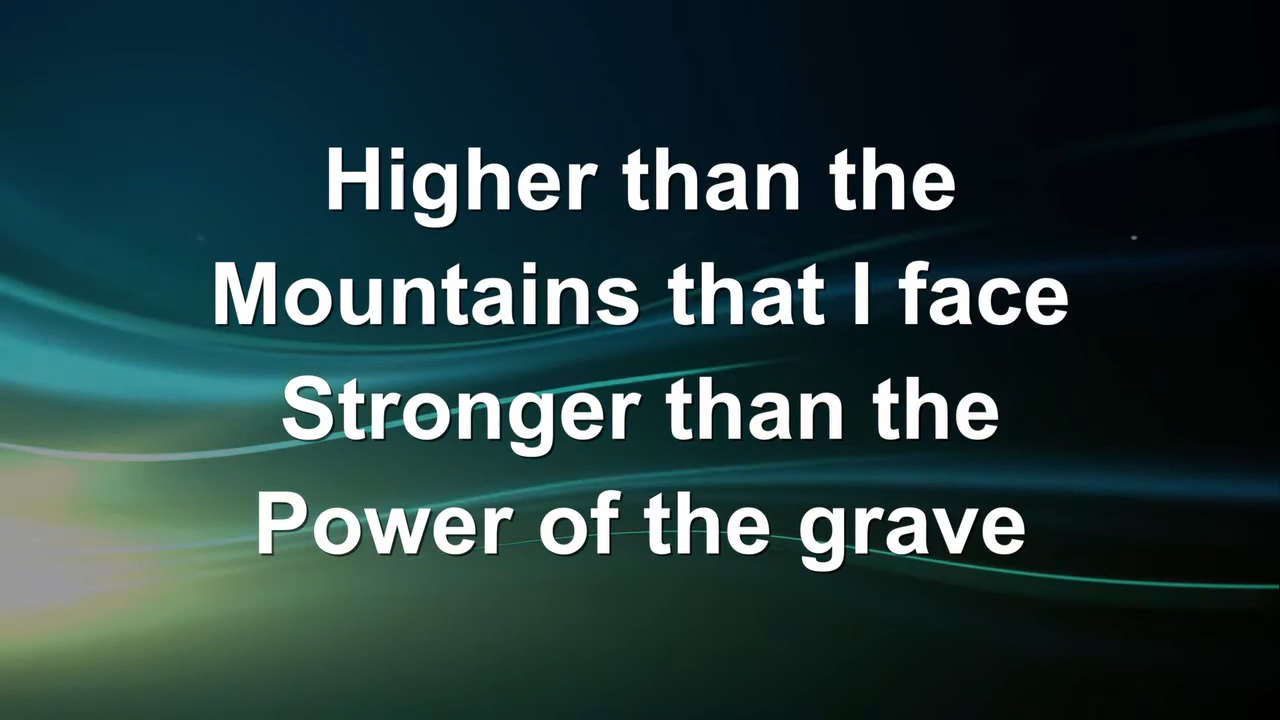 Higher than the
Mountains that I face
Stronger than the
Power of the grave